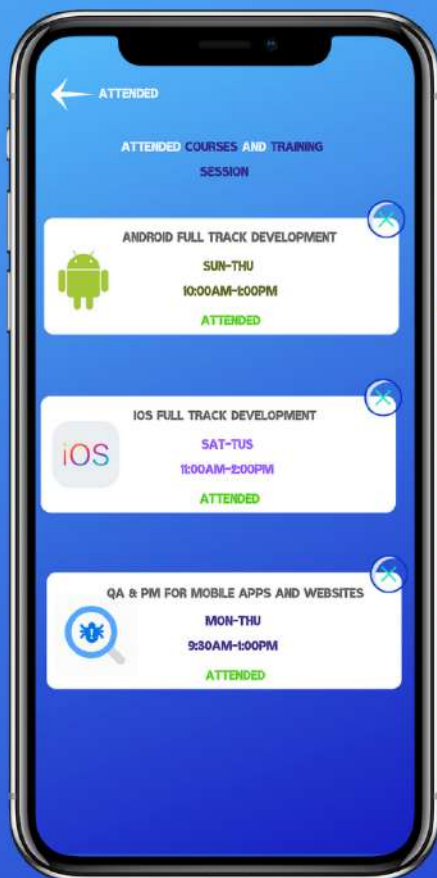 ATTENDED
ATTENDED COURSES AND TRAINING
SESSION
ANDROID FULL TRACK DEVELOPMENT
SUN-THU
10:00AM-1:00PM
ATTENDED
IOS FULL TRACK DEVELOPMENT
iOS
SAT-TUS
11:00AM-2:00PM
ATTENDED
QA & PM FOR MOBILE APPS AND WEBSITES
MON-THU
9:30AM-1:00PM
ATTENDED